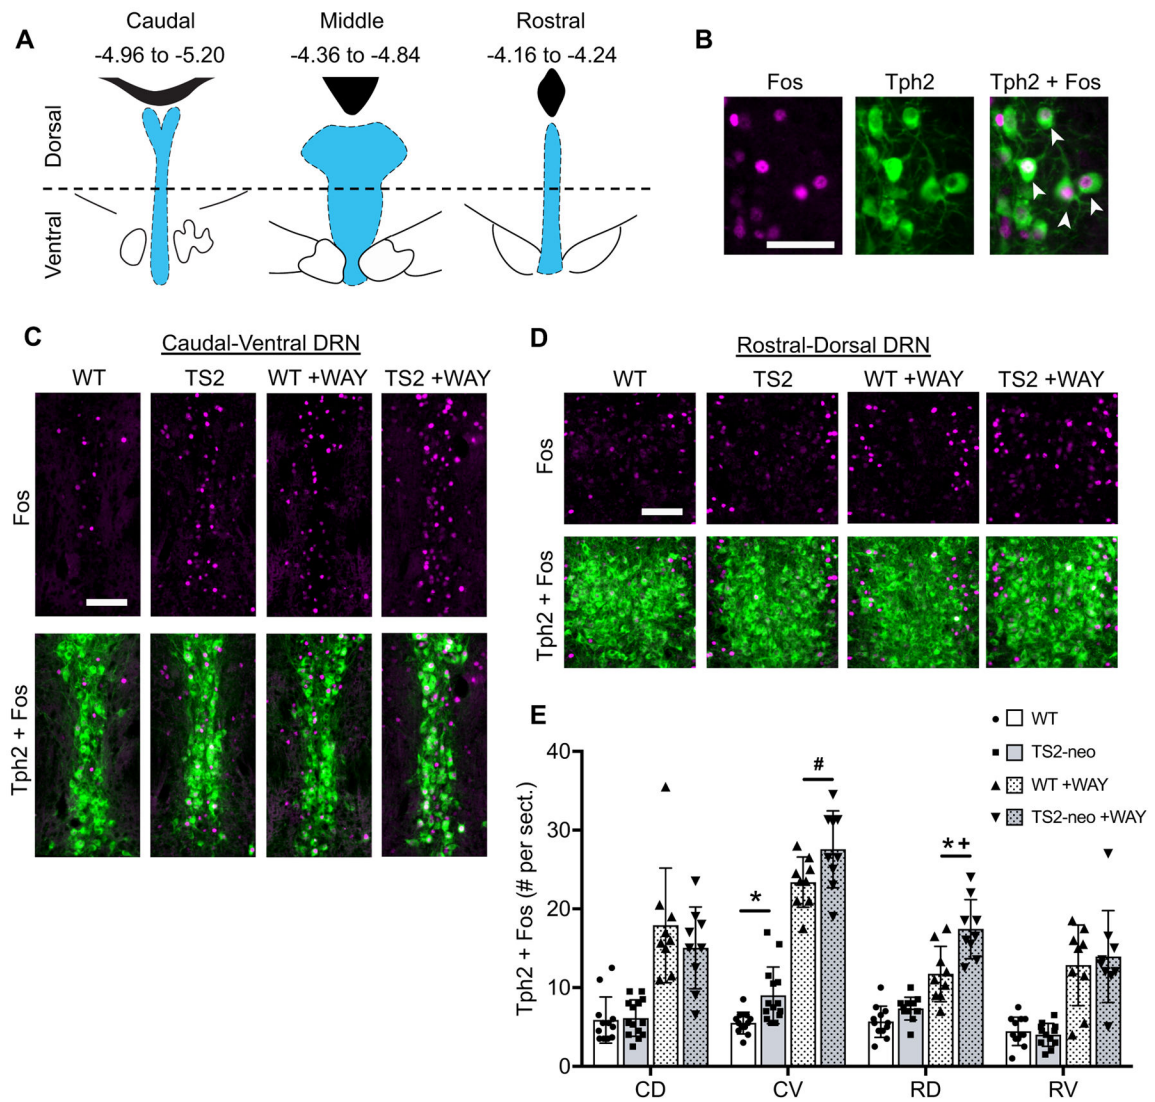 A
Caudal
Middle
Rostral
-4.96 to -5.20
-4.36 to -4.84
-4.16 to -4.24
Dorsal
Ventral
B
Fos
Tph2
Tph2 + Fos
C
Caudal-Ventral DRN
WT
TS2
WT +WAY
TS2 +WAY
Fos
Tph2 + Fos
D
Rostral-Dorsal DRN
WT
TS2
WT +WAY
TS2 +WAY
Fos
Tph2 + Fos
E
WT
TS2-neo
WT +WAY
TS2-neo +WAY
Tph2 + Fos (# per sect.)
40
30
20
10
0
*
#
* +
CD
CV
RD
RV